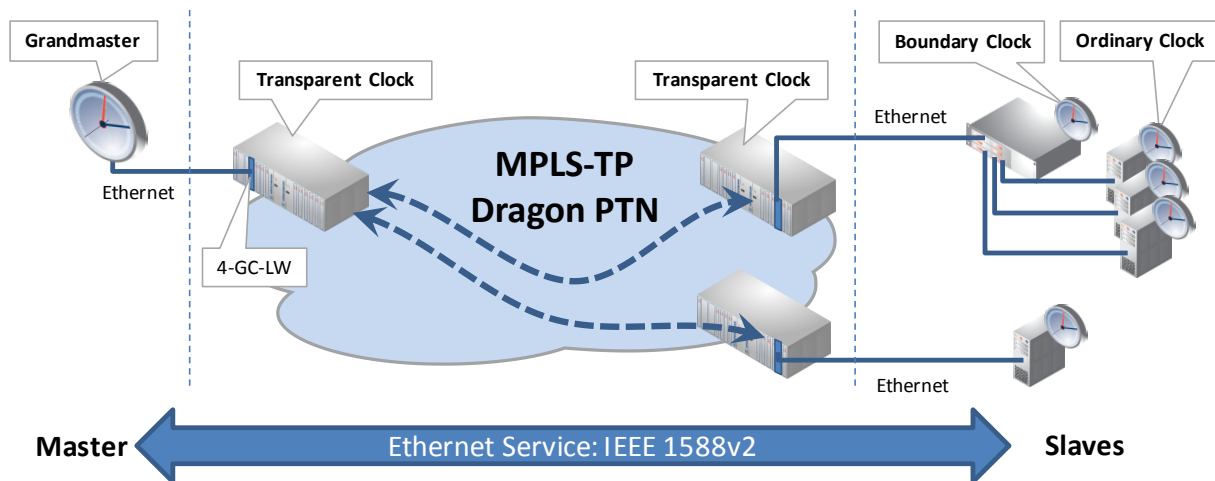 Grandmaster
Transparent Clock
Transparent Clock
Boundary Clock
Ordinary Clock
Ethernet
Ethernet
MPLS-TP
Dragon PTN
4-GC-LW
Ethernet
Master
Ethernet Service: IEEE 1588v2
Slaves